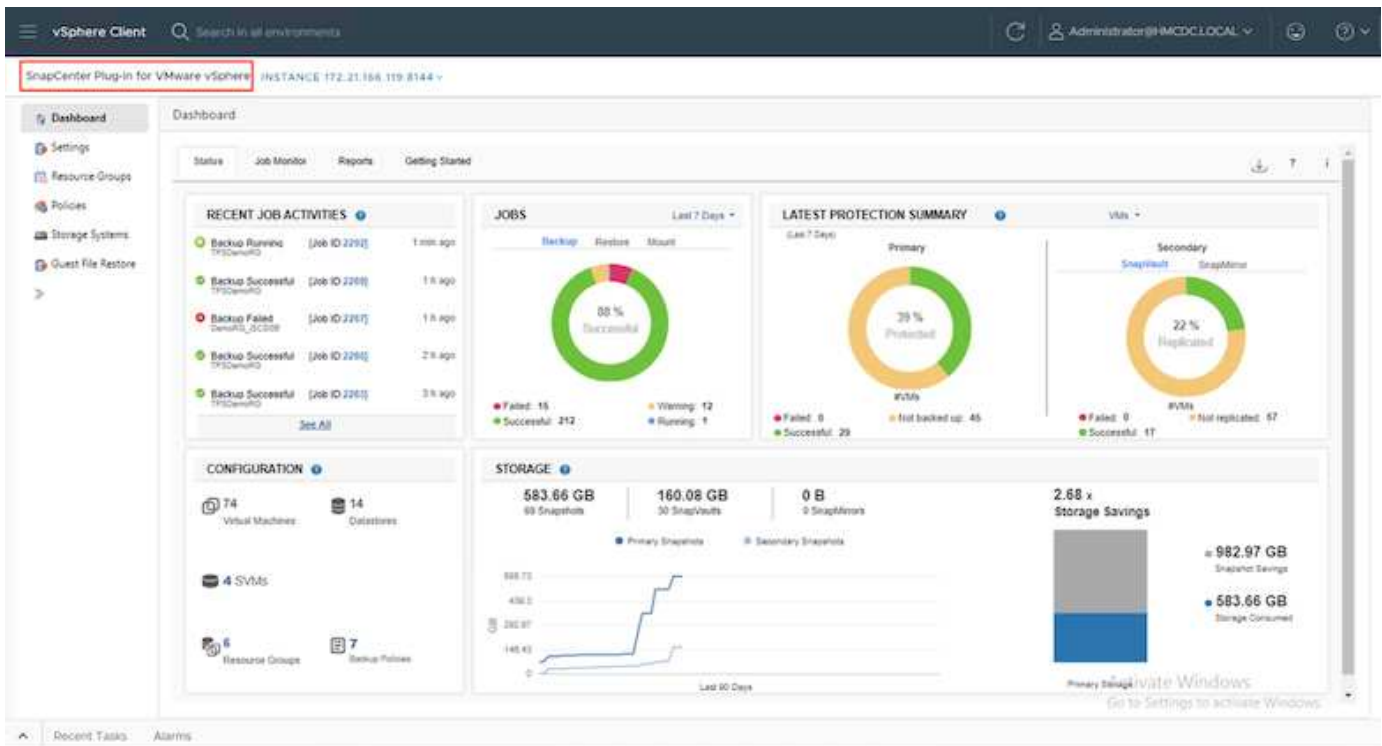 vSphere Client
Search in all environments
Administrator@HMCDC.LOCAL
SnapCenter Plug-in for VMware vSphere INSTANCE 172.21.166.119:8144
Dashboard
Settings
Resource Groups
Policies
Storage Systems
Guest File Restore
Dashboard
Status Job Monitor Reports Getting Started
RECENT JOB ACTIVITIES
Backup Running [Job ID 2292] 1 min ago
TPSDemoRG
Backup Successful [Job ID 2269] 1 h ago
TPSDemoRG
Backup Failed [Job ID 2267] 1 h ago
Backup Successful 2 h ago
TPSDemoRG
Backup Successful 3 h ago
TPSDemoRG
See All
JOBS Last 7 Days
Backup Restore Mount
88 %
Successful
Failed: 15 Warning: 12
Successful: 212 Running: 1
LATEST PROTECTION SUMMARY VMs
(Last 7 Days)
Primary
39 %
Protected
#VMs
Failed: 0 Not backed up: 45
Successful: 29
Secondary
SnapVault SnapMirror
22 %
Replicated
#VMs
Failed: 0 Not replicated: 57
Successful: 17
CONFIGURATION
74
Virtual Machines
14
Datastores
4 SVMs
6
Resource Groups
7
Backup Policies
STORAGE
583.66 GB
69 Snapshots
160.08 GB
30 SnapVaults
0 B
0 SnapMirrors
Primary Snapshots Secondary Snapshots
GB
0
Last 90 Days
2.68 x
Storage Savings
982.97 GB
Snapshot Savings
583.66 GB
Storage Consumed
Primary Storage
Activate Windows
Go to Settings to activate Windows.
Recent Tasks Alarms